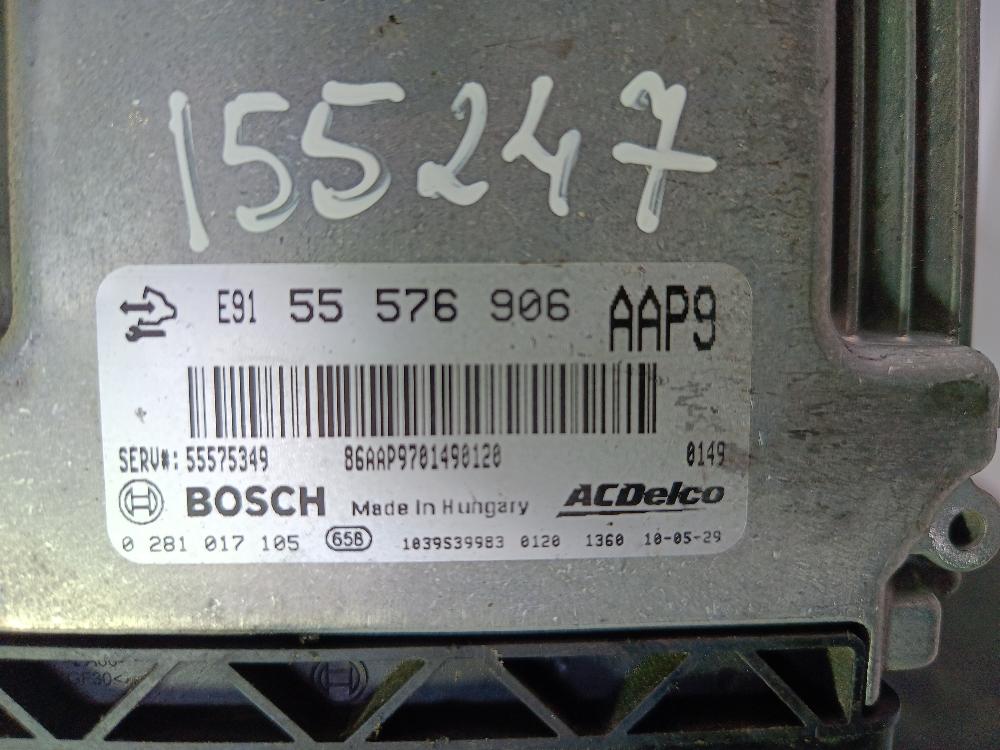 155247
E91 55 576 906 AAP9
SERV#: 55575349 86AAP9701490120 0149
BOSCH Made in Hungary ACDelco
0 281 017 105 658 1039S39983 0120 1360 10-05-29